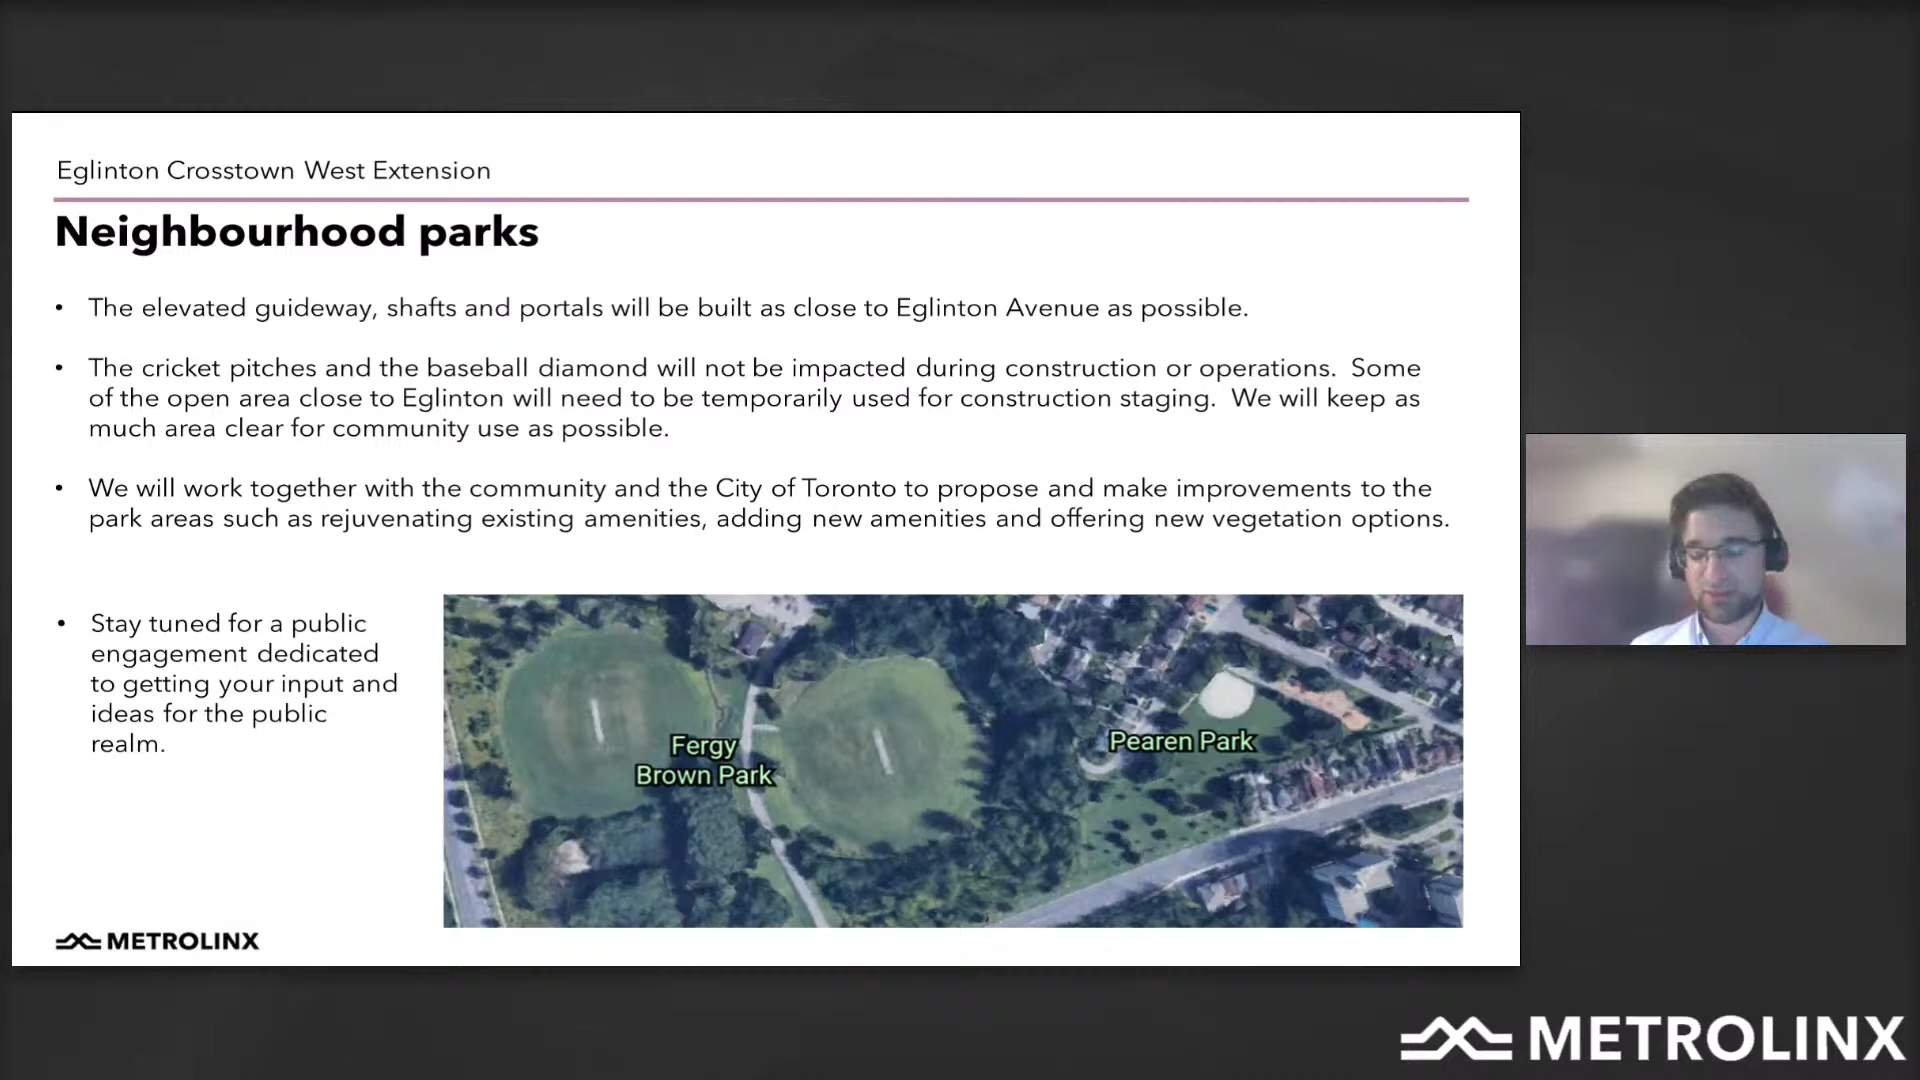 Eglinton Crosstown West Extension
Neighbourhood parks
• The elevated guideway, shafts and portals will be built as close to Eglinton Avenue as possible.
• The cricket pitches and the baseball diamond will not be impacted during construction or operations.  Some
of the open area close to Eglinton will need to be temporarily used for construction staging.  We will keep as
much area clear for community use as possible.
• We will work together with the community and the City of Toronto to propose and make improvements to the
park areas such as rejuvenating existing amenities, adding new amenities and offering new vegetation options.
• Stay tuned for a public
engagement dedicated
to getting your input and
ideas for the public
realm.
Fergy
Brown Park
Pearen Park
METROLINX
METROLINX